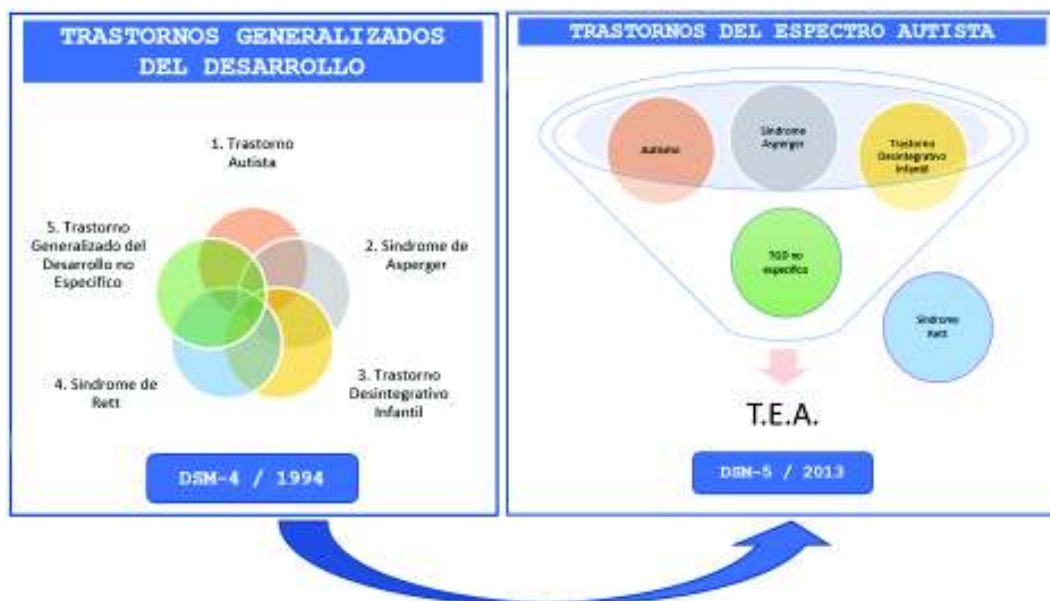 TRASTORNOS GENERALIZADOS
DEL DESARROLLO
1. Trastorno
Autista
2. Síndrome de
Asperger
3. Trastorno
Desintegrativo
Infantil
4. Síndrome de
Rett
5. Trastorno
Generalizado del
Desarrollo no
Específico
DSM-4 / 1994
TRASTORNOS DEL ESPECTRO AUTISTA
Autismo
Síndrome
Asperger
Trastorno
Desintegrativo
Infantil
TGD no
específico
Síndrome
Rett
T.E.A.
DSM-5 / 2013